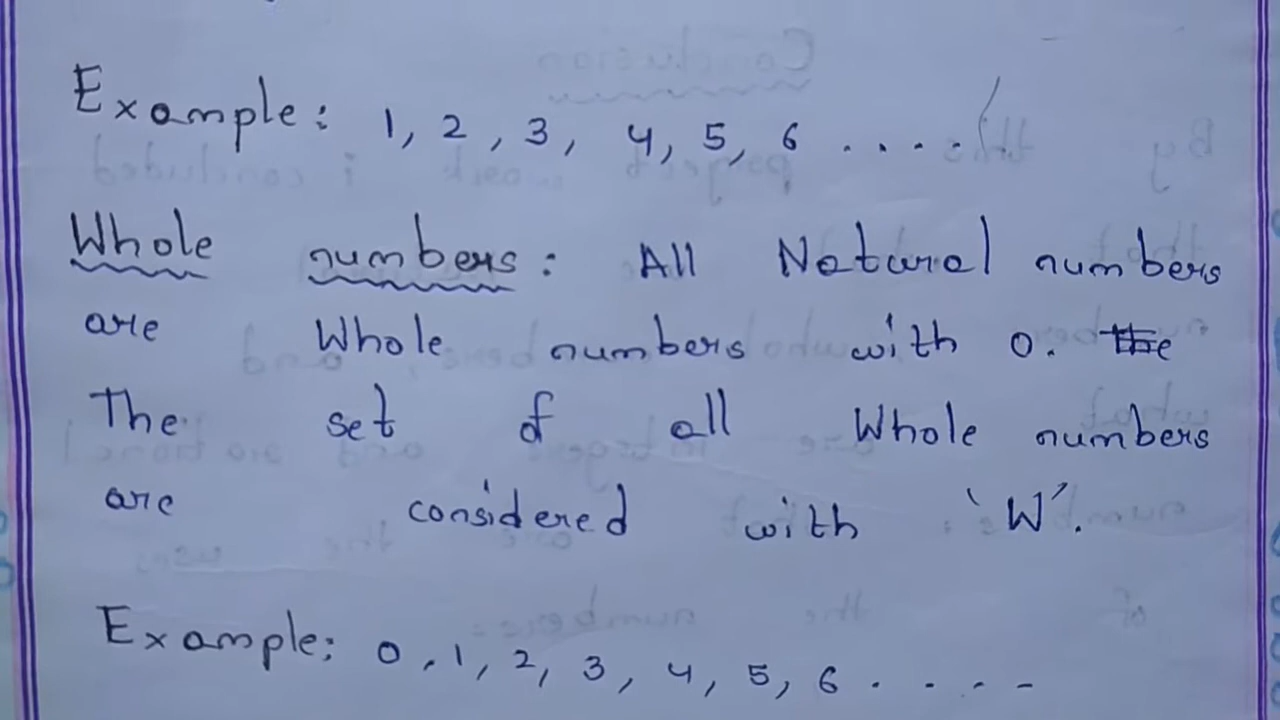 Example: 1, 2, 3, 4, 5, 6 ....
Whole numbers: All Natural numbers
are Whole numbers with 0. the
The set of all Whole numbers
are considered with 'W'.
Example: 0, 1, 2, 3, 4, 5, 6 ....